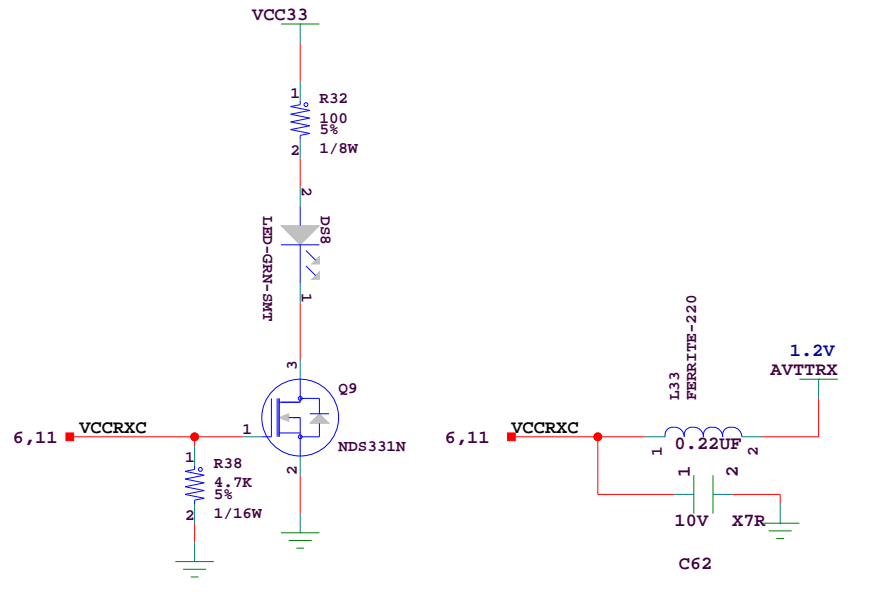 VCC33
1
R32
100
5%
1/8W
2
2
DS8
LED-GRN-SMT
1
3
Q9
6,11
VCCRXC
1
NDS331N
2
1
R38
4.7K
5%
1/16W
2
L33
FERRITE-220
1.2V
AVTTRX
6,11
VCCRXC
0.22UF
1
2
1
2
10V
X7R
C62